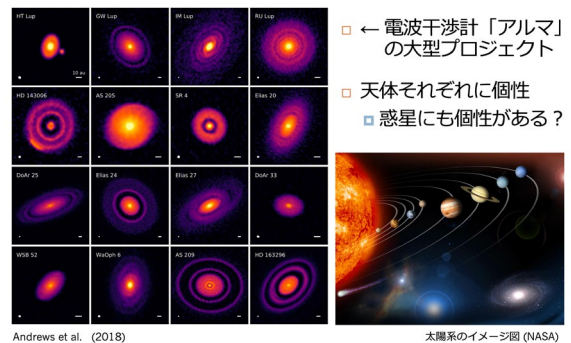 HT Lup
GW Lup
IM Lup
RU Lup
10 au
HD 143006
AS 205
SR 4
Elias 20
DoAr 25
Elias 24
Elias 27
DoAr 33
WSB 52
WaOph 6
AS 209
HD 163296
Andrews et al. (2018)
← 電波干渉計「アルマ」
の大型プロジェクト
天体それぞれに個性
惑星にも個性がある？
太陽系のイメージ図 (NASA)